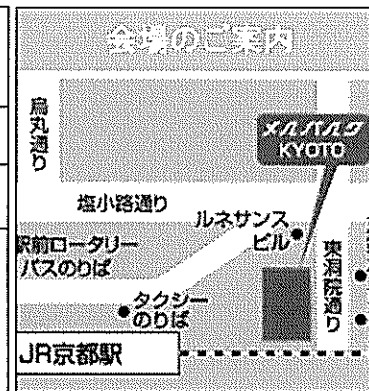 会場のご案内
烏丸通り
メルパルク
KYOTO
塩小路通り
ルネサンス
ビル
駅前ロータリー
バスのりば
東洞院通り
タクシー
のりば
JR京都駅